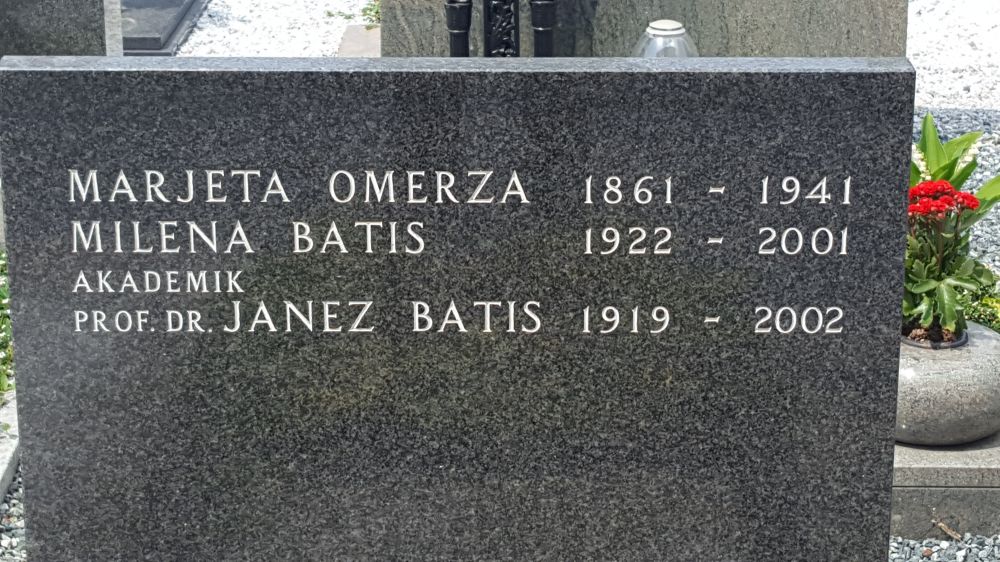 MARJETA OMERZA 1861 - 1941
MILENA BATIS 1922 - 2001
AKADEMIK
PROF. DR. JANEZ BATIS 1919 - 2002